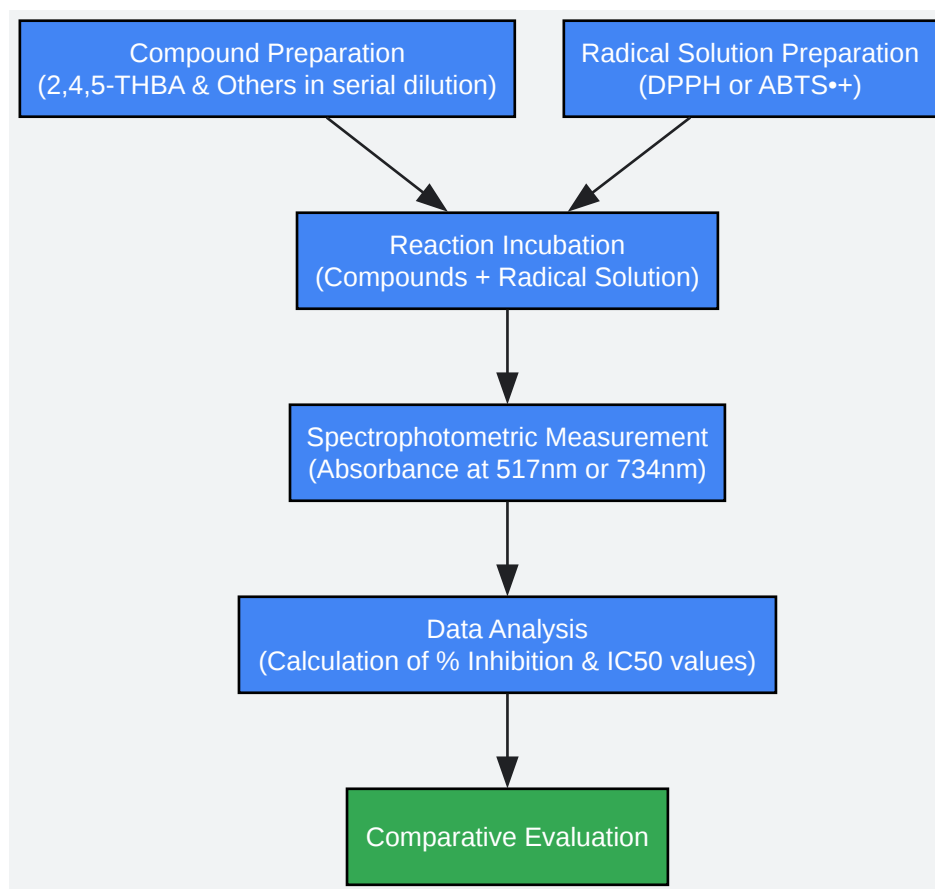 Compound Preparation
(2,4,5-THBA & Others in serial dilution)
Radical Solution Preparation
(DPPH or ABTS•+)
Reaction Incubation
(Compounds + Radical Solution)
Spectrophotometric Measurement
(Absorbance at 517nm or 734nm)
Data Analysis
(Calculation of % Inhibition & IC50 values)
Comparative Evaluation